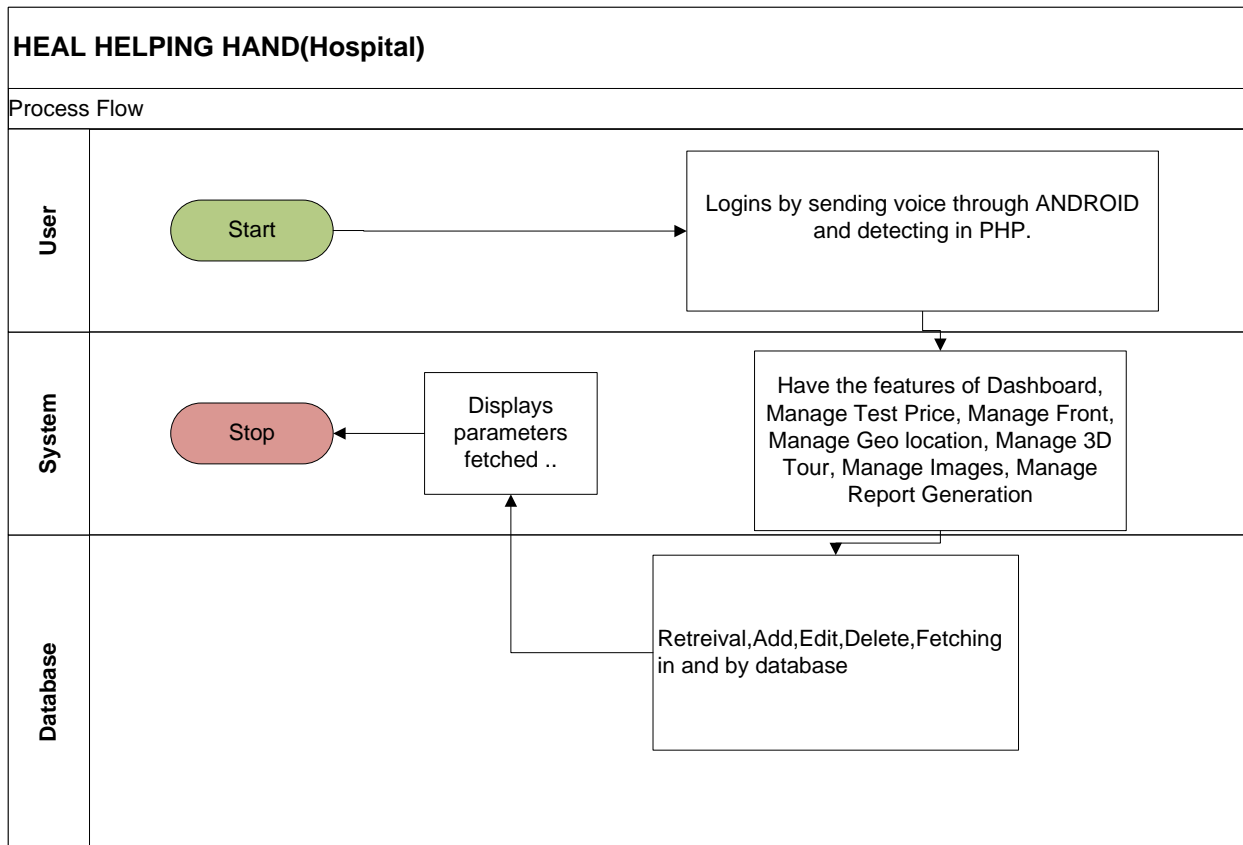 HEAL HELPING HAND(Hospital)
Process Flow
User
Start
Logins by sending voice through ANDROID
and detecting in PHP.
System
Stop
Displays
parameters
fetched ..
Have the features of Dashboard,
Manage Test Price, Manage Front,
Manage Geo location, Manage 3D
Tour, Manage Images, Manage
Report Generation
Database
Retreival,Add,Edit,Delete,Fetching
in and by database